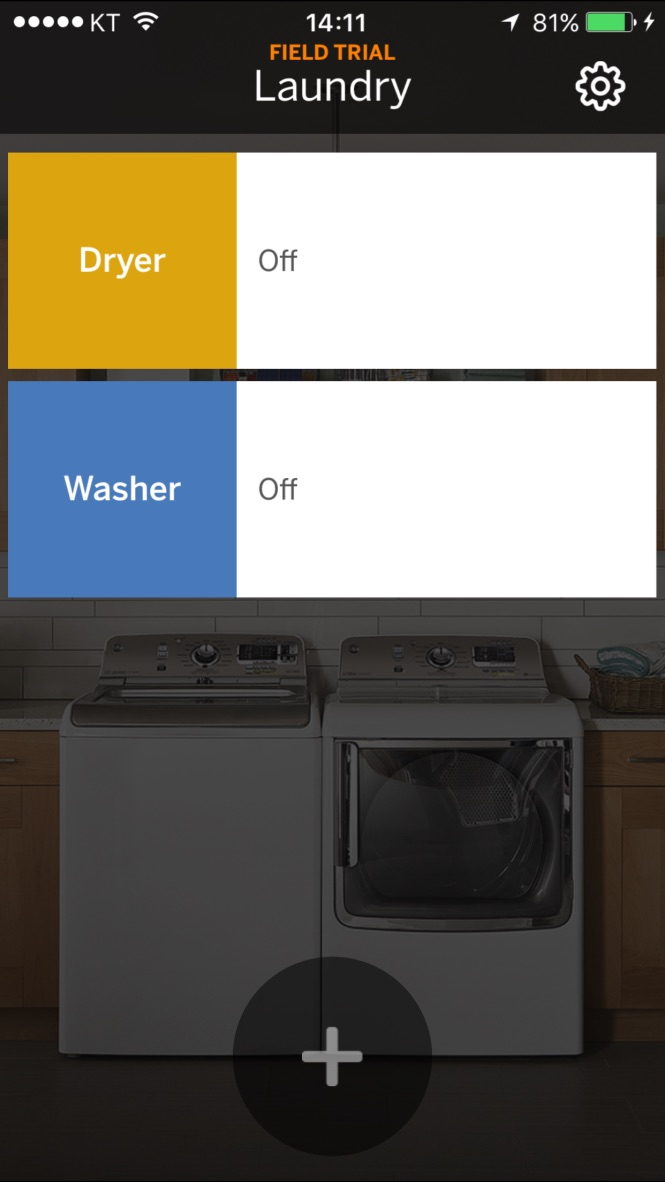 KT 14:11 81%
FIELD TRIAL
Laundry
Dryer Off
Washer Off